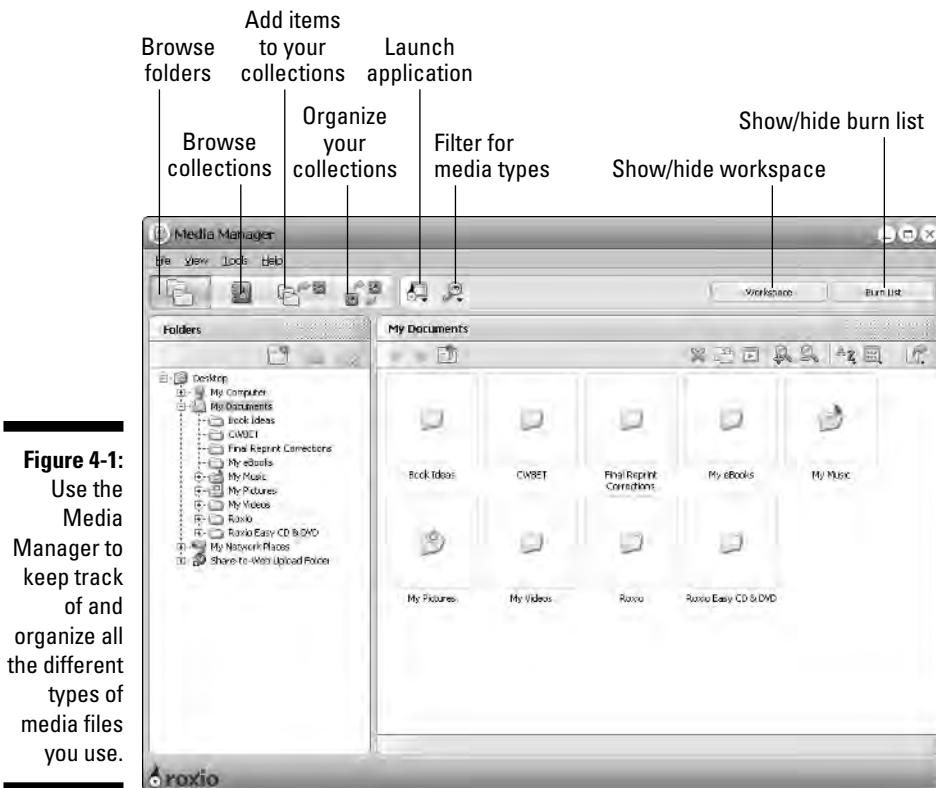 Browse
folders
Add items
to your
collections
Launch
application
Browse
collections
Organize
your
collections
Filter for
media types
Show/hide workspace
Show/hide burn list
Media Manager
File View Tools Help
Workspace
Burn List
Folders
My Documents
Desktop
My Computer
My Documents
Book Ideas
CWBET
Final Reprint Corrections
My eBooks
My Music
My Pictures
My Videos
Roxio
Roxio Easy CD & DVD
My Network Places
Share-to-Web Upload Folder
Book Ideas
CWBET
Final Reprint
Corrections
My eBooks
My Music
My Pictures
My Videos
Roxio
Roxio Easy CD & DVD
roxio
Figure 4-1:
Use the
Media
Manager to
keep track
of and
organize all
the different
types of
media files
you use.